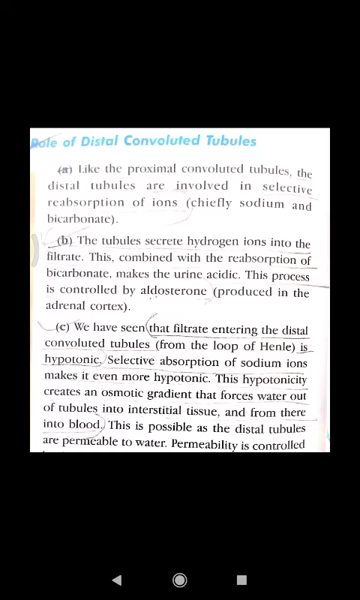 Role of Distal Convoluted Tubules
(a) Like the proximal convoluted tubules, the
distal tubules are involved in selective
reabsorption of ions (chiefly sodium and
bicarbonate).
(b) The tubules secrete hydrogen ions into the
filtrate. This, combined with the reabsorption of
bicarbonate, makes the urine acidic. This process
is controlled by aldosterone (produced in the
adrenal cortex).
(c) We have seen that filtrate entering the distal
convoluted tubules (from the loop of Henle) is
hypotonic. Selective absorption of sodium ions
makes it even more hypotonic. This hypotonicity
creates an osmotic gradient that forces water out
of tubules into interstitial tissue, and from there
into blood. This is possible as the distal tubules
are permeable to water. Permeability is controlled